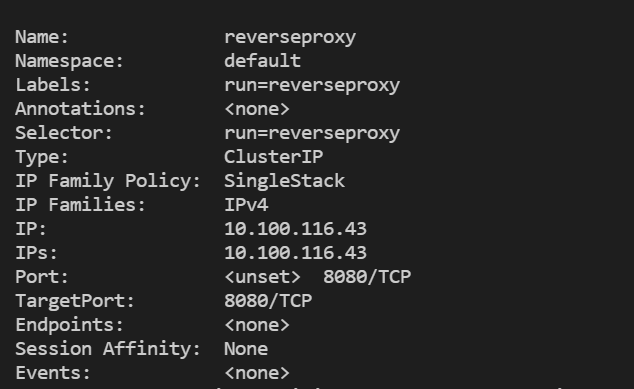 Name: reverseproxy
Namespace: default
Labels: run=reverseproxy
Annotations: <none>
Selector: run=reverseproxy
Type: ClusterIP
IP Family Policy: SingleStack
IP Families: IPv4
IP: 10.100.116.43
IPs: 10.100.116.43
Port: <unset> 8080/TCP
TargetPort: 8080/TCP
Endpoints: <none>
Session Affinity: None
Events: <none>